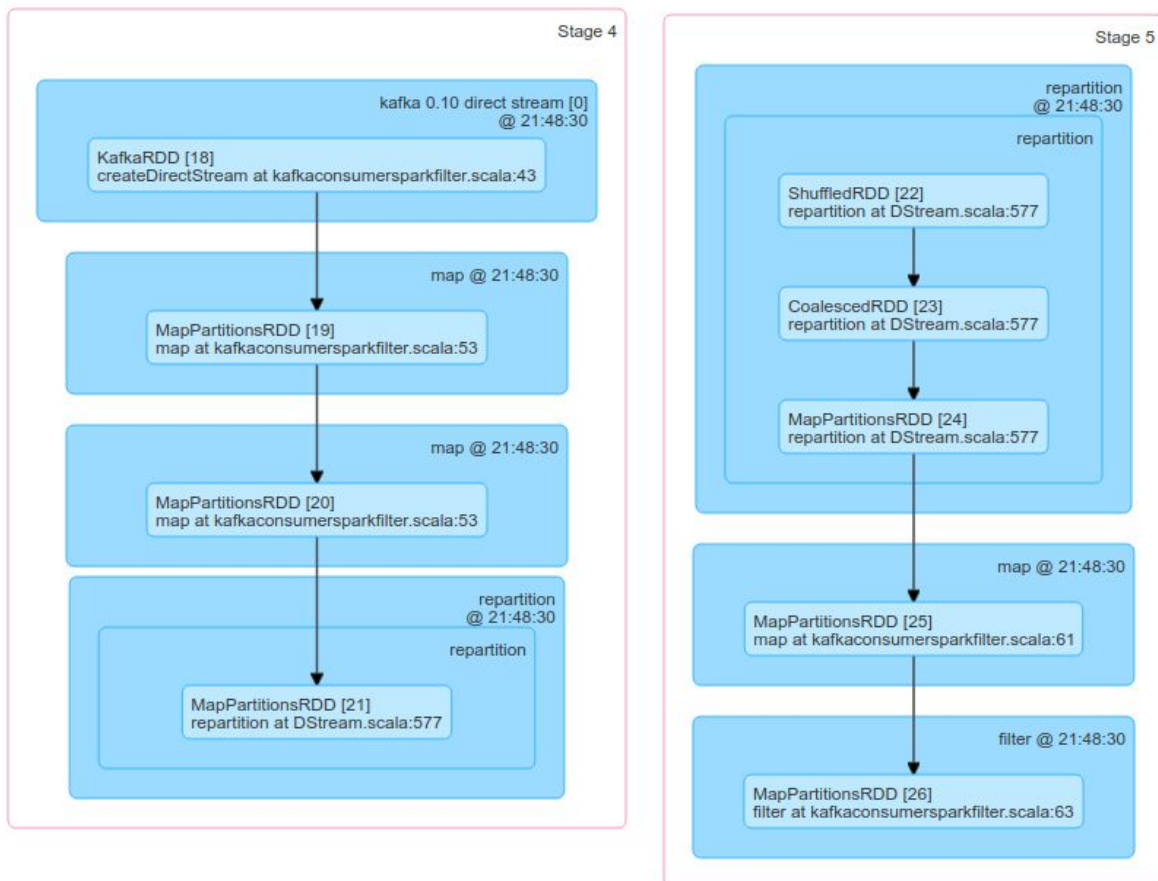 Stage 4
kafka 0.10 direct stream [0]
@ 21:48:30
KafkaRDD [18]
createDirectStream at kafkaconsumersparkfilter.scala:43
map @ 21:48:30
MapPartitionsRDD [19]
map at kafkaconsumersparkfilter.scala:53
map @ 21:48:30
MapPartitionsRDD [20]
map at kafkaconsumersparkfilter.scala:53
repartition
@ 21:48:30
repartition
MapPartitionsRDD [21]
repartition at DStream.scala:577
Stage 5
repartition
@ 21:48:30
repartition
ShuffledRDD [22]
repartition at DStream.scala:577
CoalescedRDD [23]
repartition at DStream.scala:577
MapPartitionsRDD [24]
repartition at DStream.scala:577
map @ 21:48:30
MapPartitionsRDD [25]
map at kafkaconsumersparkfilter.scala:61
filter @ 21:48:30
MapPartitionsRDD [26]
filter at kafkaconsumersparkfilter.scala:63